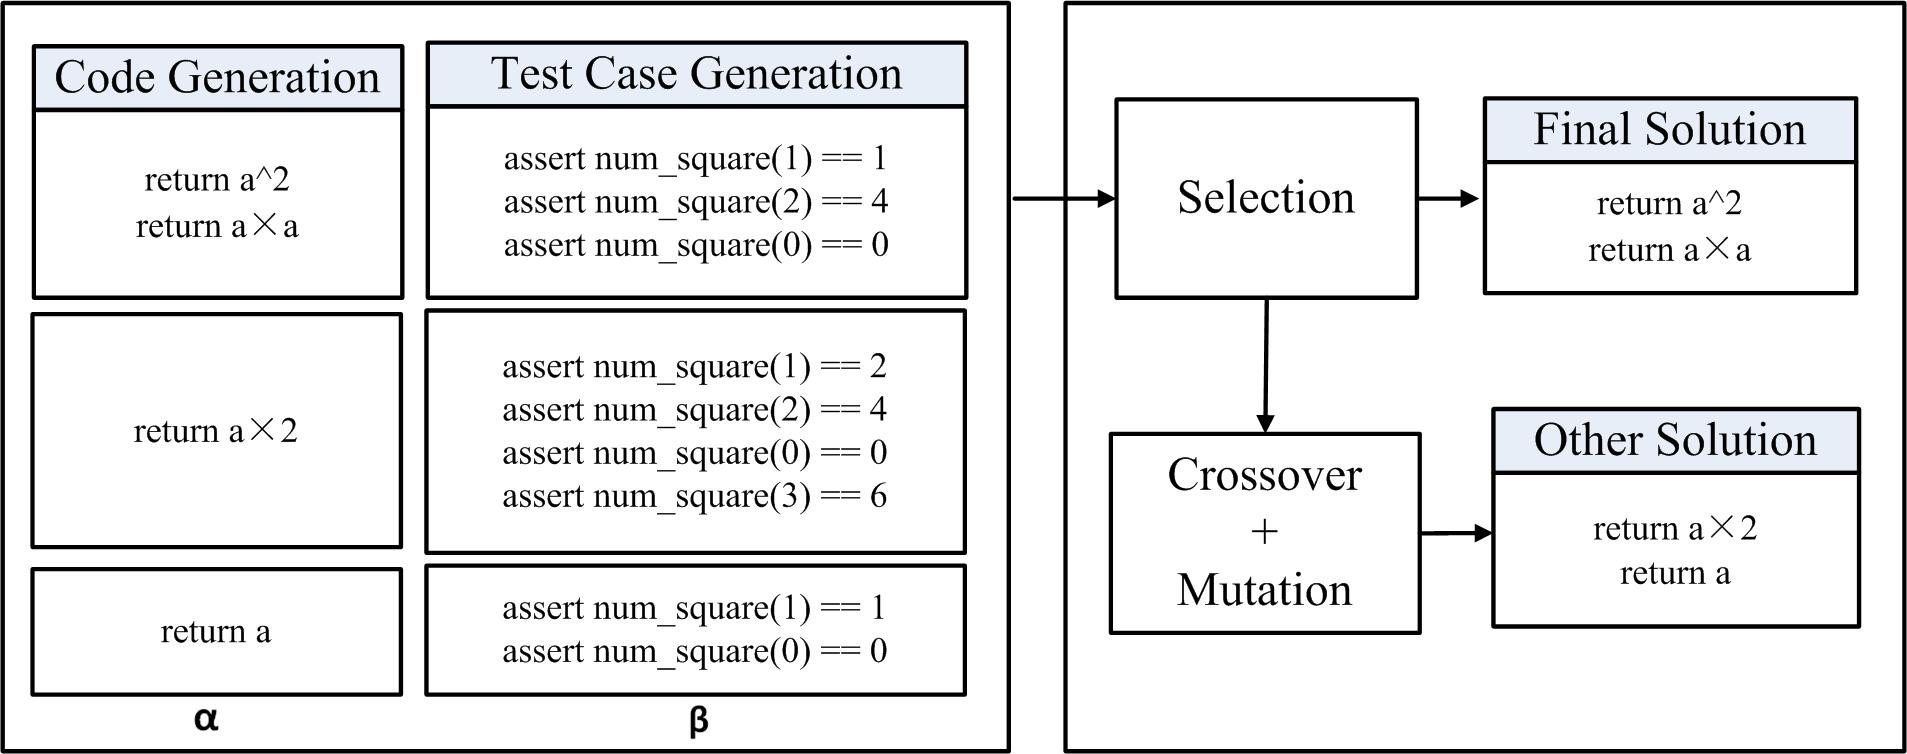 Code Generation
return a^2
return a×a
return a×2
return a
α
Test Case Generation
assert num_square(1) == 1
assert num_square(2) == 4
assert num_square(0) == 0
assert num_square(1) == 2
assert num_square(2) == 4
assert num_square(0) == 0
assert num_square(3) == 6
assert num_square(1) == 1
assert num_square(0) == 0
β
Selection
Final Solution
return a^2
return a×a
Crossover
+
Mutation
Other Solution
return a×2
return a